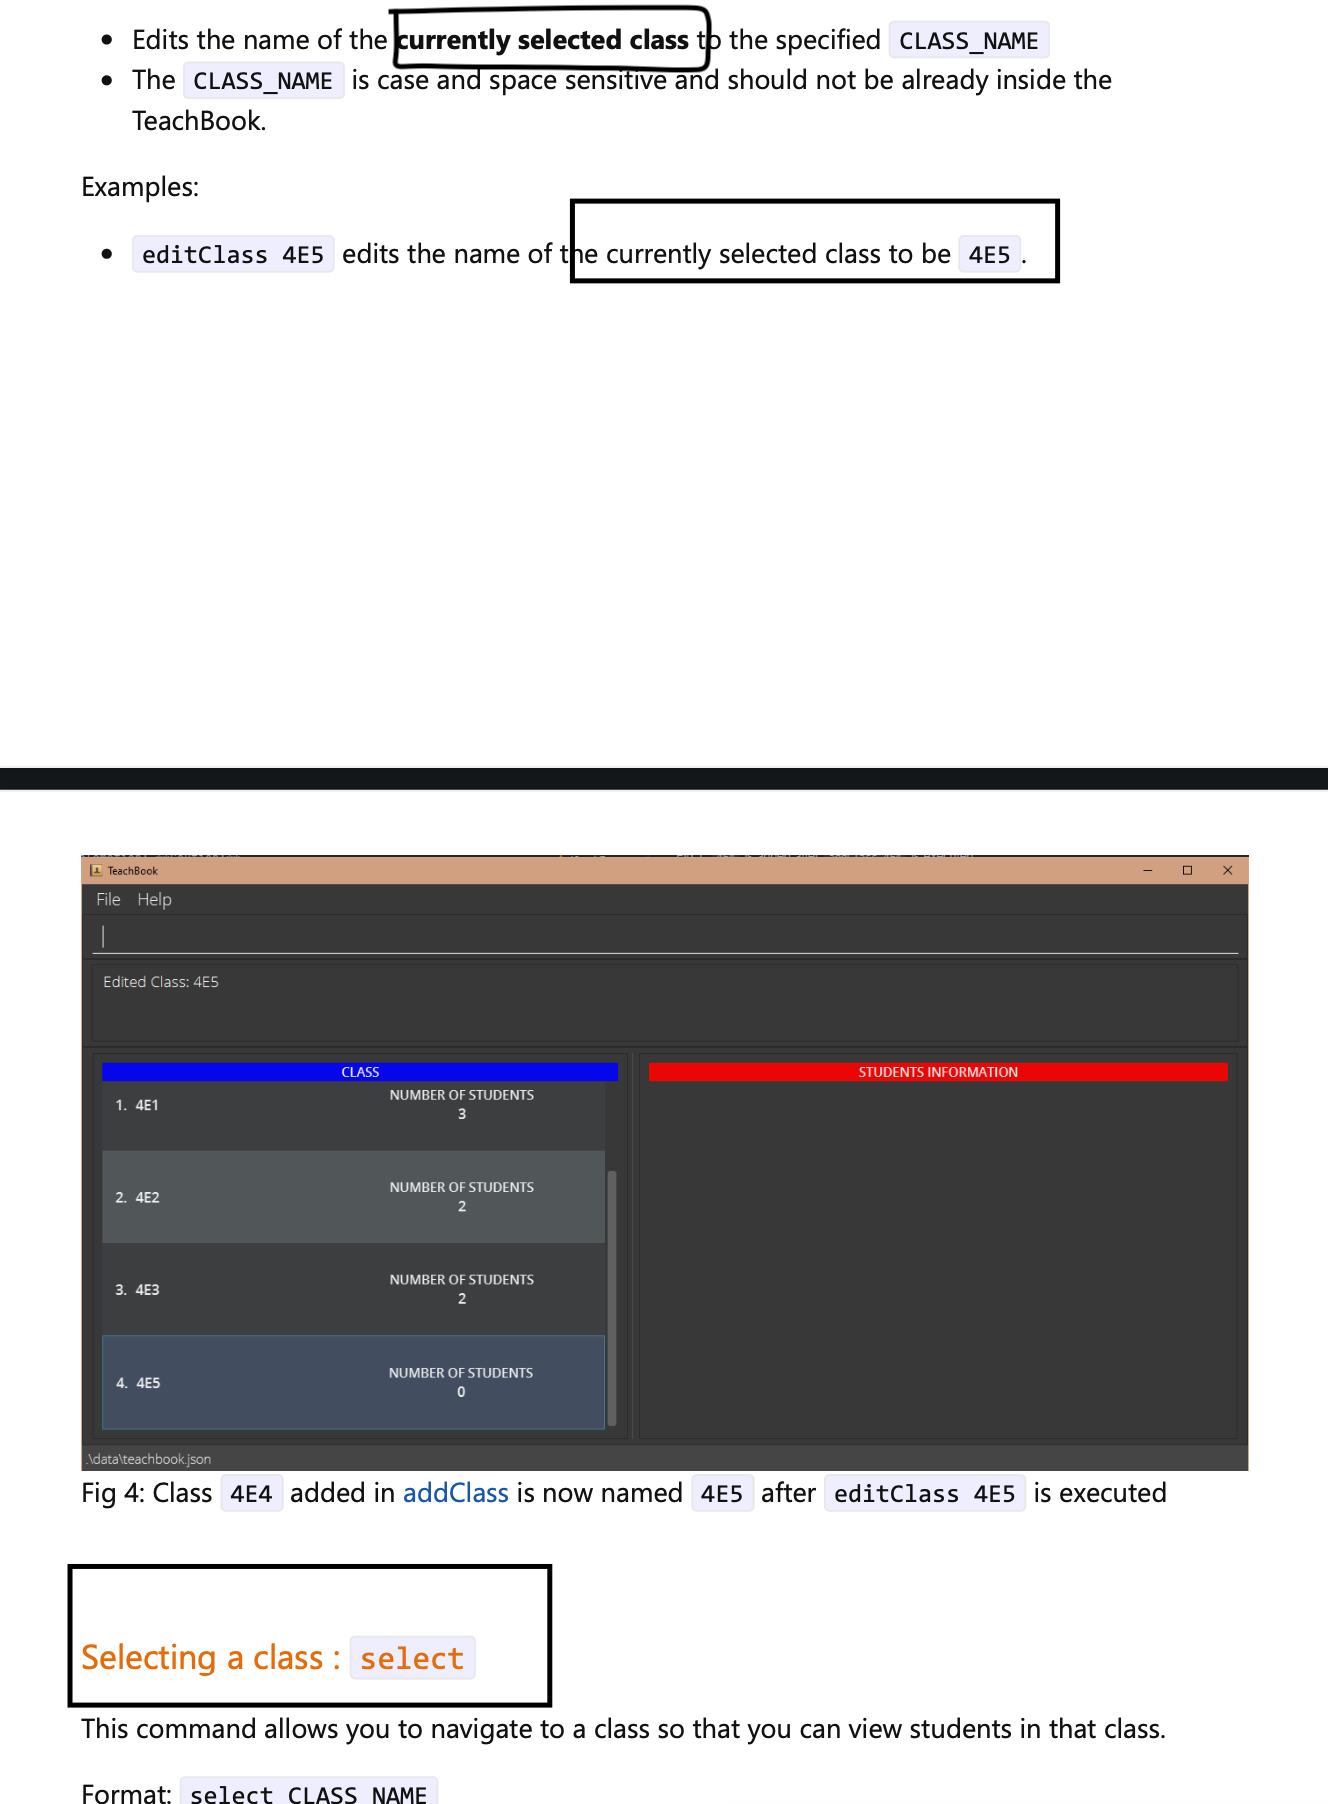 Edits the name of the currently selected class to the specified CLASS_NAME
The CLASS_NAME is case and space sensitive and should not be already inside the
TeachBook.
Examples:
editClass 4E5 edits the name of the currently selected class to be 4E5.
TeachBook
File Help
Edited Class: 4E5
CLASS
STUDENTS INFORMATION
1. 4E1
NUMBER OF STUDENTS
3
2. 4E2
NUMBER OF STUDENTS
2
3. 4E3
NUMBER OF STUDENTS
2
4. 4E5
NUMBER OF STUDENTS
0
.\data\teachbook.json
Fig 4: Class 4E4 added in addClass is now named 4E5 after editClass 4E5 is executed
Selecting a class : select
This command allows you to navigate to a class so that you can view students in that class.
Format: select CLASS_NAME